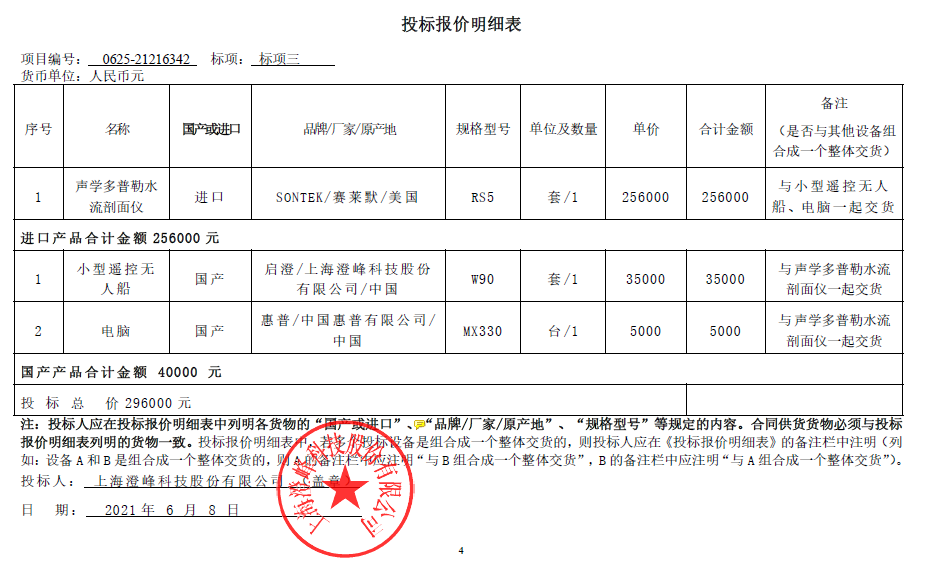 投标报价明细表
项目编号： 0625-21216342 标项： 标项三
货币单位：人民币元
序号 名称 国产或进口 品牌/厂家/原产地 规格型号 单位及数量 单价 合计金额 备注
（是否与其他设备组
合成一个整体交货）
1 声学多普勒水
流剖面仪 进口 SONTEK/赛莱默/美国 RS5 套/1 256000 256000 与小型遥控无人
船、电脑一起交货
进口产品合计金额 256000 元
1 小型遥控无
人船 国产 启澄/上海澄峰科技股份
有限公司/中国 W90 套/1 35000 35000 与声学多普勒水流
剖面仪一起交货
2 电脑 国产 惠普/中国惠普有限公司/
中国 MX330 台/1 5000 5000 与声学多普勒水流
剖面仪一起交货
国产产品合计金额 40000 元
投标总 价 296000 元
注：投标人应在投标报价明细表中列明各货物的“国产或进口”、“品牌/厂家/原产地”、“规格型号”等规定的内容。合同供货货物必须与投标
报价明细表列明的货物一致。投标报价明细表中，若多个投标设备是组合成一个整体交货的，则投标人应在《投标报价明细表》的备注栏中注明（列
如：设备 A 和 B 是组合成一个整体交货的，则 A 的备注栏中应注明“与 B 组合成一个整体交货”，B 的备注栏中应注明“与 A 组合成一个整体交货”）。
投标人： 上海澄峰科技股份有限公司 （盖章）
上海澄峰科技股份有限公司
日 期： 2021 年 6 月 8 日
4